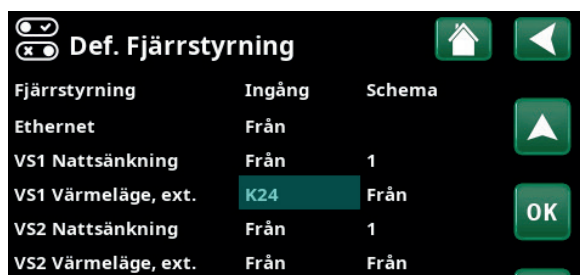 Def. Fjärrstyrning
Fjärrstyrning Ingång Schema
Ethernet Från
VS1 Nattsänkning Från 1
VS1 Värmeläge, ext. K24 Från
OK
VS2 Nattsänkning Från 1
VS2 Värmeläge, ext. Från Från